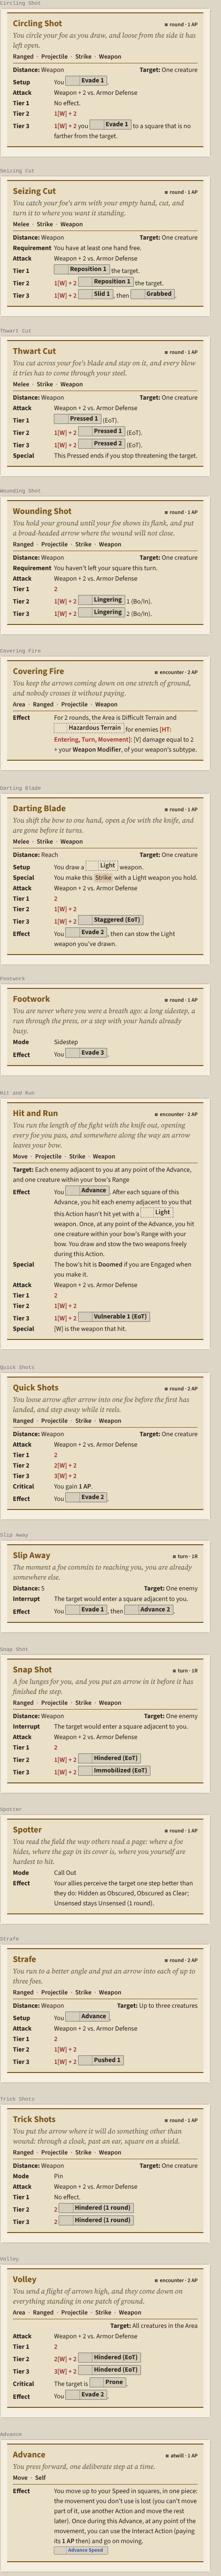 Circling Shot
Circling Shot
■ round · 1 AP
You circle your foe as you draw, and loose from the side it has
left open.
Ranged · Projectile · Strike · Weapon
Distance: Weapon Target: One creature
Setup You Evade 1.
Attack Weapon + 2 vs. Armor Defense
Tier 1 No effect.
Tier 2 1[W] + 2
Tier 3 1[W] + 2 you Evade 1 to a square that is no
farther from the target.
Seizing Cut
Seizing Cut
■ round · 1 AP
You catch your foe's arm with your empty hand, cut, and
turn it to where you want it standing.
Melee · Strike · Weapon
Distance: Weapon Target: One creature
Requirement You have at least one hand free.
Attack Weapon + 2 vs. Armor Defense
Tier 1 Reposition 1 the target.
Tier 2 1[W] + 2 Reposition 1 the target.
Tier 3 1[W] + 2 Slid 1, then Grabbed.
Thwart Cut
Thwart Cut
■ round · 1 AP
You cut across your foe's blade and stay on it, and every blow
it tries has to come through your steel.
Melee · Strike · Weapon
Distance: Weapon Target: One creature
Attack Weapon + 2 vs. Armor Defense
Tier 1 Pressed 1 (EoT).
Tier 2 1[W] + 2 Pressed 1 (EoT).
Tier 3 1[W] + 2 Pressed 2 (EoT).
Special This Pressed ends if you stop threatening the target.
Wounding Shot
Wounding Shot
■ round · 1 AP
You hold your ground until your foe shows its flank, and put
a broad-headed arrow where the wound will not close.
Ranged · Projectile · Strike · Weapon
Distance: Weapon Target: One creature
Requirement You haven't left your square this turn.
Attack Weapon + 2 vs. Armor Defense
Tier 1 2
Tier 2 1[W] + 2 Lingering 1 (Bo/In).
Tier 3 1[W] + 2 Lingering 2 (Bo/In).
Covering Fire
Covering Fire
■ encounter · 2 AP
You keep the arrows coming down on one stretch of ground,
and nobody crosses it without paying.
Area · Ranged · Projectile · Weapon
Effect For 2 rounds, the Area is Difficult Terrain and
Hazardous Terrain for enemies [HT:
Entering, Turn, Movement]: [V] damage equal to 2
+ your Weapon Modifier, of your weapon's subtype.
Darting Blade
Darting Blade
■ round · 1 AP
You shift the bow to one hand, open a foe with the knife, and
are gone before it turns.
Melee · Strike · Weapon
Distance: Reach Target: One creature
Setup You draw a Light weapon.
Special You make this Strike with a Light weapon you hold.
Attack Weapon + 2 vs. Armor Defense
Tier 1 2
Tier 2 1[W] + 2
Tier 3 1[W] + 2 Staggered (EoT)
Effect You Evade 2, then can stow the Light
weapon you've drawn.
Footwork
Footwork
■ round · 1 AP
You are never where you were a breath ago: a long sidestep, a
run through the press, or a step with your hands already
busy.
Mode Sidestep
Effect You Evade 3.
Hit and Run
Hit and Run
■ encounter · 2 AP
You run the length of the fight with the knife out, opening
every foe you pass, and somewhere along the way an arrow
leaves your bow.
Move · Projectile · Strike · Weapon
Target: Each enemy adjacent to you at any point of the Advance,
and one creature within your bow's Range
Effect You Advance. After each square of this
Advance, you hit each enemy adjacent to you that
this Action hasn't hit yet with a Light
weapon. Once, at any point of the Advance, you hit
one creature within your bow's Range with your
bow. You draw and stow the two weapons freely
during this Action.
Special The bow's hit is Doomed if you are Engaged when
you make it.
Attack Weapon + 2 vs. Armor Defense
Tier 1 2
Tier 2 1[W] + 2
Tier 3 1[W] + 2 Vulnerable 1 (EoT)
Special [W] is the weapon that hit.
Quick Shots
Quick Shots
■ round · 2 AP
You loose arrow after arrow into one foe before the first has
landed, and step away while it reels.
Ranged · Projectile · Strike · Weapon
Distance: Weapon Target: One creature
Attack Weapon + 2 vs. Armor Defense
Tier 1 2
Tier 2 2[W] + 2
Tier 3 3[W] + 2
Critical You gain 1 AP.
Effect You Evade 2.
Slip Away
Slip Away
■ turn · 1R
The moment a foe commits to reaching you, you are already
somewhere else.
Distance: 5 Target: One enemy
Interrupt The target would enter a square adjacent to you.
Effect You Evade 2, then Advance 2.
Snap Shot
Snap Shot
■ turn · 1R
A foe lunges for you, and you put an arrow in it before it has
finished the step.
Ranged · Projectile · Strike · Weapon
Distance: Weapon Target: One enemy
Interrupt The target would enter a square adjacent to you.
Attack Weapon + 2 vs. Armor Defense
Tier 1 2
Tier 2 1[W] + 2 Hindered (EoT)
Tier 3 1[W] + 2 Immobilized (EoT)
Spotter
Spotter
■ round · 1 AP
You read the field the way others read a page: where a foe
hides, where the gap in its cover is, where you yourself are
hardest to hit.
Mode Call Out
Effect Your allies perceive the target one step better than
they do: Hidden as Obscured, Obscured as Clear;
Unsensed stays Unsensed (1 round).
Strafe
Strafe
■ round · 2 AP
You run to a better angle and put an arrow into each of up to
three foes.
Ranged · Projectile · Strike · Weapon
Distance: Weapon Target: Up to three creatures
Setup You Advance.
Attack Weapon + 2 vs. Armor Defense
Tier 1 2
Tier 2 1[W] + 2
Tier 3 1[W] + 2 Pushed 1
Trick Shots
Trick Shots
■ round · 1 AP
You put the arrow where it will do something other than
wound: through a cloak, past an ear, square on a shield.
Ranged · Projectile · Strike · Weapon
Distance: Weapon Target: One creature
Mode Pin
Attack Weapon + 2 vs. Armor Defense
Tier 1 No effect.
Tier 2 2 Hindered (1 round)
Tier 3 2 Hindered (1 round)
Volley
Volley
■ encounter · 2 AP
You send a flight of arrows high, and they come down on
everything standing in one patch of ground.
Area · Ranged · Projectile · Strike · Weapon
Target: All creatures in the Area
Attack Weapon + 2 vs. Armor Defense
Tier 1 2
Tier 2 2[W] + 2 Hindered (EoT)
Tier 3 3[W] + 2 Hindered (EoT)
Critical The target is Prone.
Effect You Evade 2.
Advance
Advance
■ atwill · 1 AP
You press forward, one deliberate step at a time.
Move · Self
Effect You move up to your Speed in squares, in one piece:
the movement you don't use is lost (you can't move
part of it, use another Action and move the rest
later). Once during this Advance, at any point of the
movement, you can use the Interact Action (paying
its 1 AP then) and go on moving.
Advance Speed